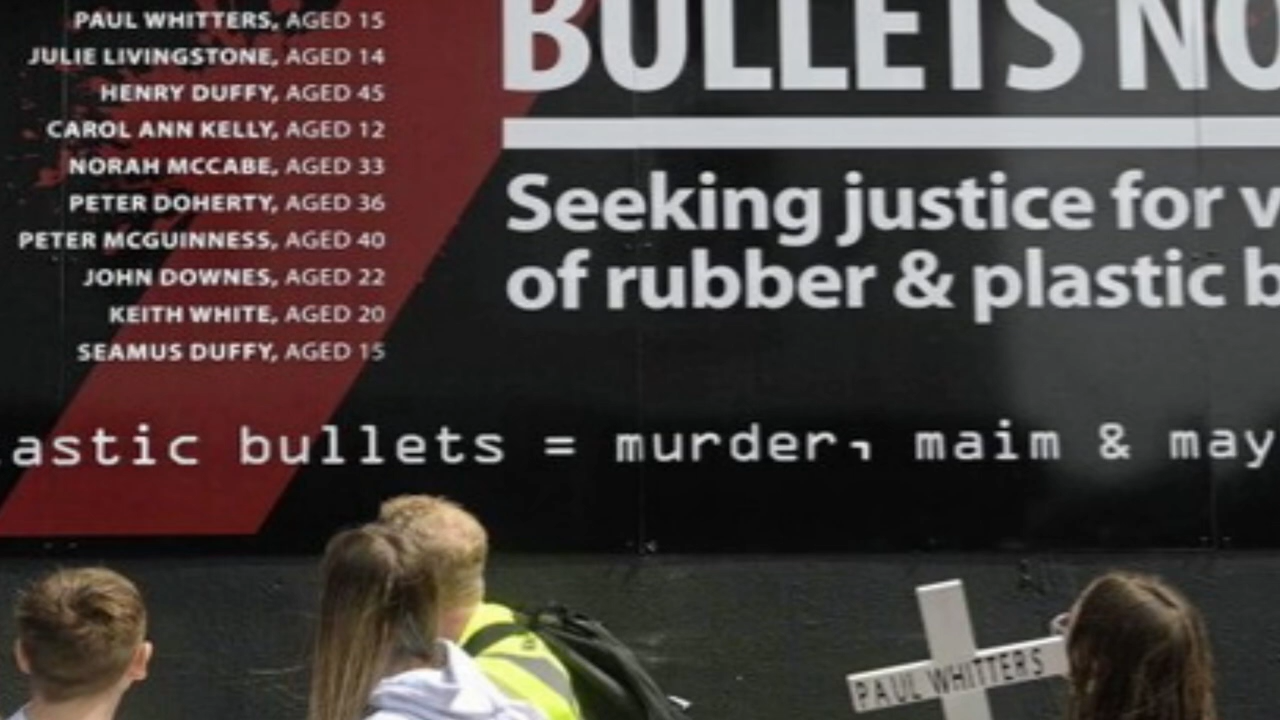 PAUL WHITTERS, AGED 15
JULIE LIVINGSTONE, AGED 14
HENRY DUFFY, AGED 45
CAROL ANN KELLY, AGED 12
NORAH MCCABE, AGED 33
PETER DOHERTY, AGED 36
PETER MCGUINNESS, AGED 40
JOHN DOWNES, AGED 22
KEITH WHITE, AGED 20
SEAMUS DUFFY, AGED 15
BULLETS NO
Seeking justice for v
of rubber & plastic b
lastic bullets = murder, maim & may
PAUL WHITTERS